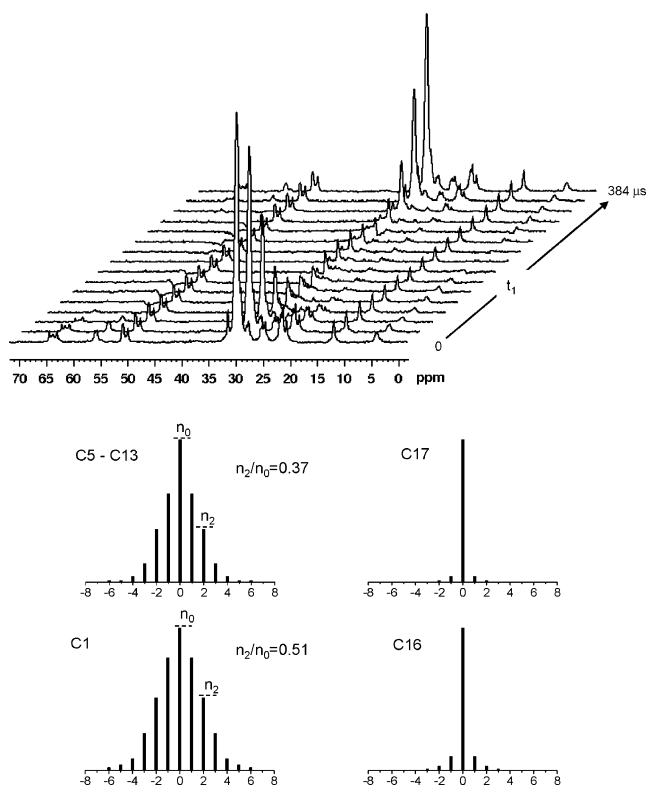 384 μs
t1
0
70 65 60 55 50 45 40 35 30 25 20 15 10 5 0 ppm
n0
C5 - C13
n2/n0=0.37
n2
-8 -6 -4 -2 0 2 4 6 8
C17
-8 -6 -4 -2 0 2 4 6 8
n0
C1
n2/n0=0.51
n2
-8 -6 -4 -2 0 2 4 6 8
C16
-8 -6 -4 -2 0 2 4 6 8